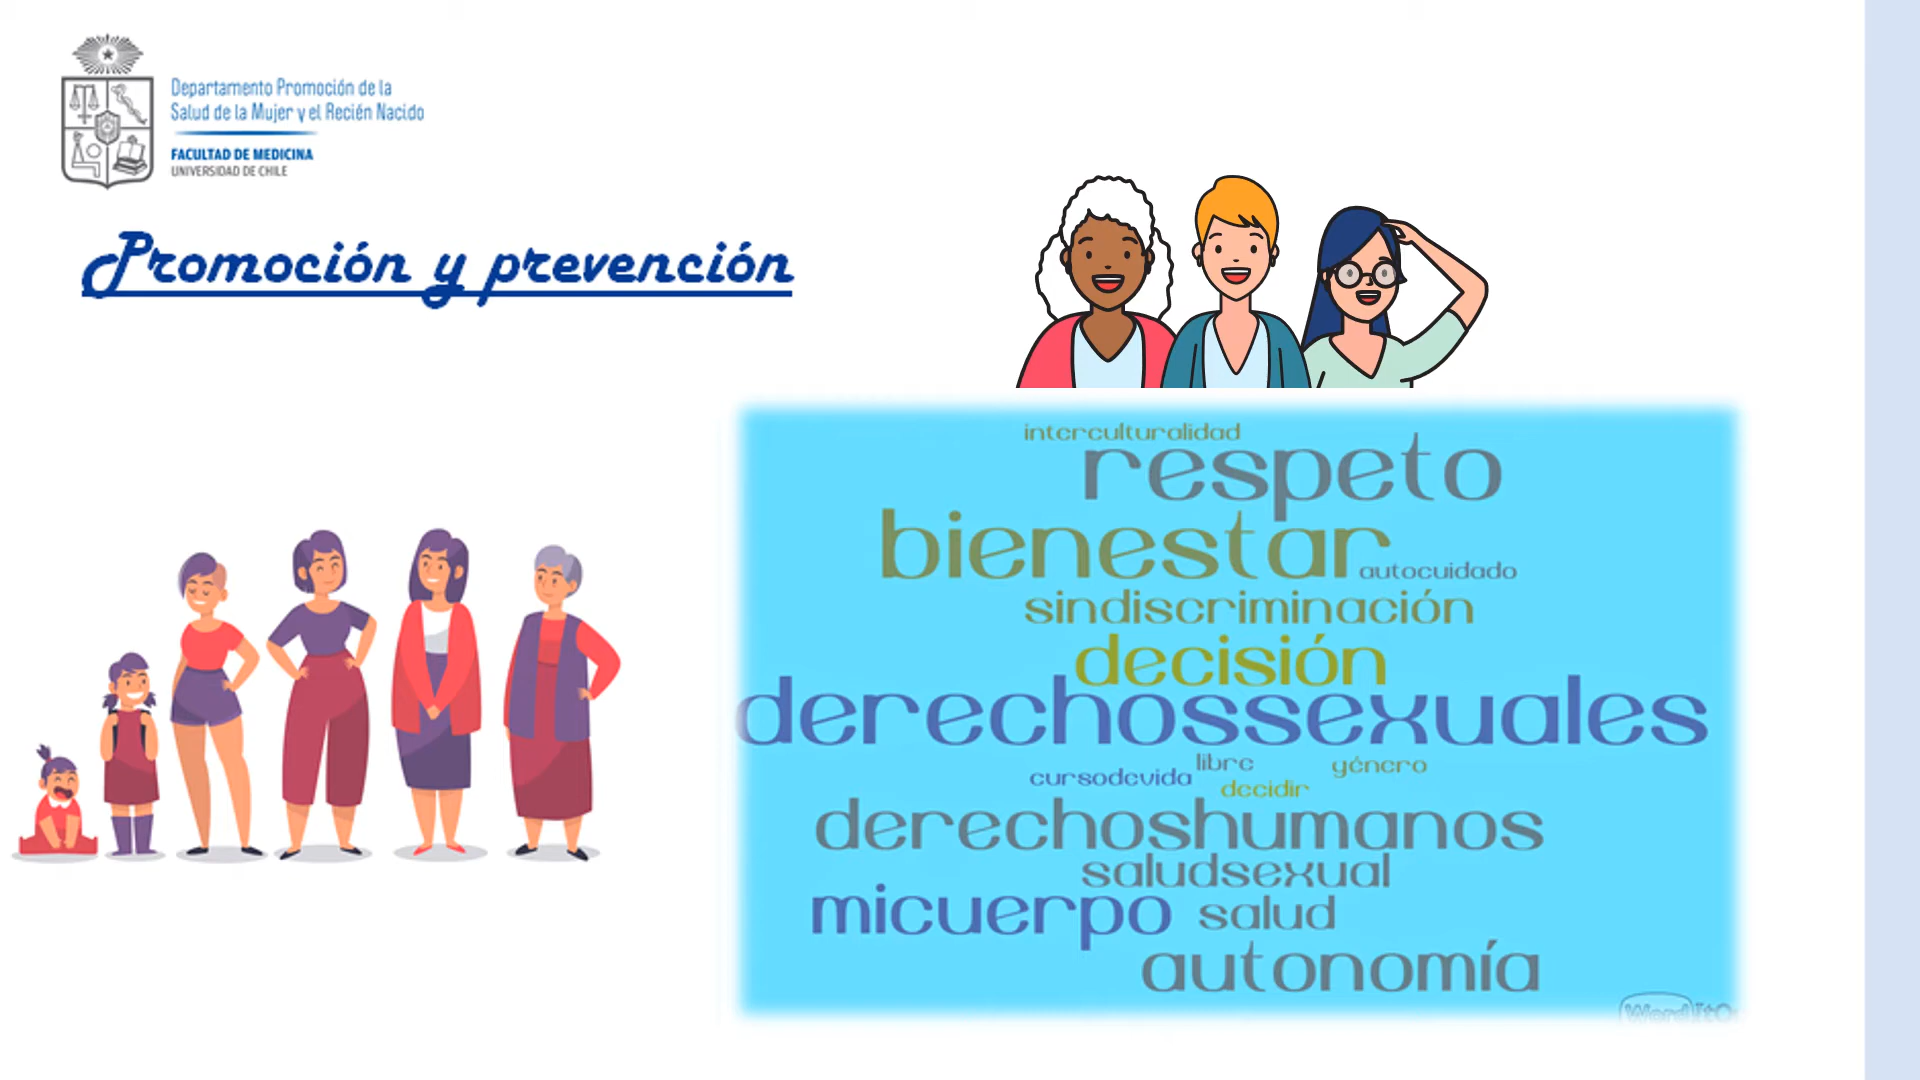 Departamento Promoción de la
Salud de la Mujer y el Recién Nacido
FACULTAD DE MEDICINA
UNIVERSIDAD DE CHILE
Promoción y prevención
interculturalidad
respeto
bienestar
autocuidado
sindiscriminación
decisión
derechossexuales
libre
género
cursodevida
decidir
derechoshumanos
saludsexual
micuerpo
salud
autonomía